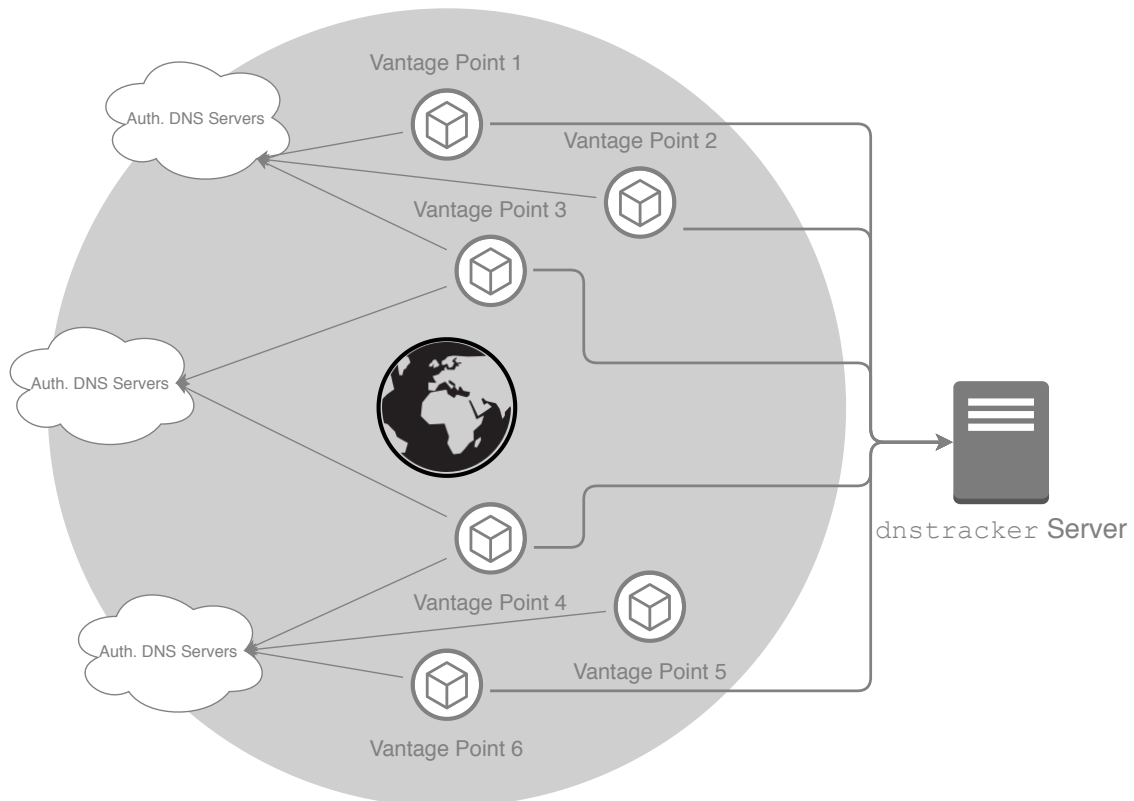 Vantage Point 1
Auth. DNS Servers
Vantage Point 2
Vantage Point 3
Auth. DNS Servers
dnstracker Server
Vantage Point 4
Auth. DNS Servers
Vantage Point 5
Vantage Point 6